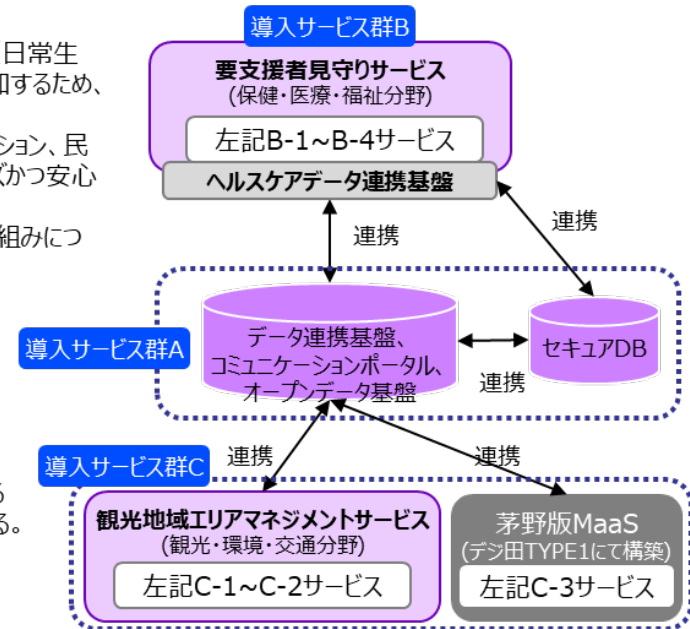 日常生
知するため、
ション、民
ズかつ安心
組みにつ
る
る。
導入サービス群B
要支援者見守りサービス
(保健・医療・福祉分野)
左記B-1~B-4サービス
ヘルスケアデータ連携基盤
連携
連携
導入サービス群A
データ連携基盤、
コミュニケーションポータル、
オープンデータ基盤
連携
セキュアDB
連携
連携
導入サービス群C
観光地域エリアマネジメントサービス
(観光・環境・交通分野)
左記C-1~C-2サービス
茅野版MaaS
(デジ田TYPE1にて構築)
左記C-3サービス